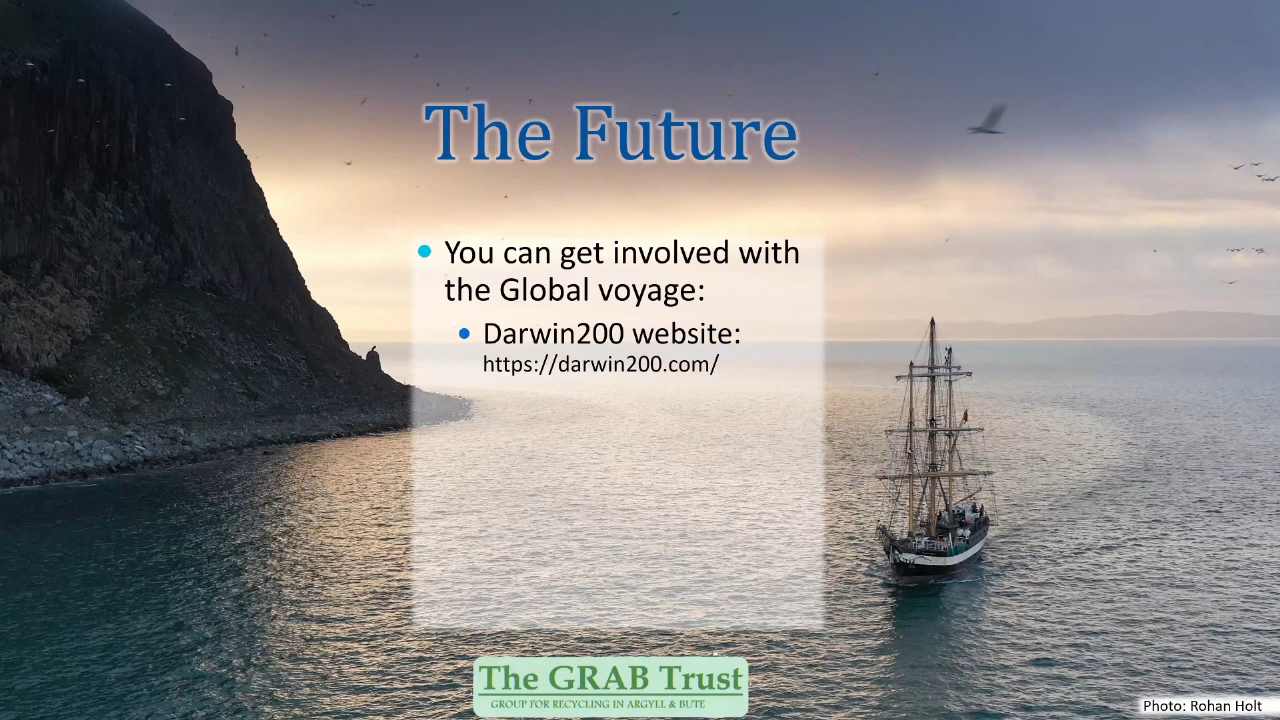 The Future
You can get involved with
the Global voyage:
Darwin200 website:
https://darwin200.com/
The GRAB Trust
GROUP FOR RECYCLING IN ARGYLL & BUTE
Photo: Rohan Holt